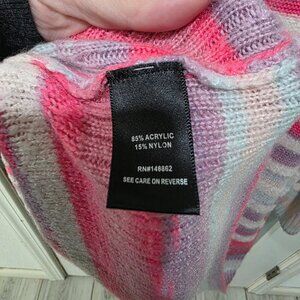 85% ACRYLIC
15% NYLON
RN#146862
SEE CARE ON REVERSE